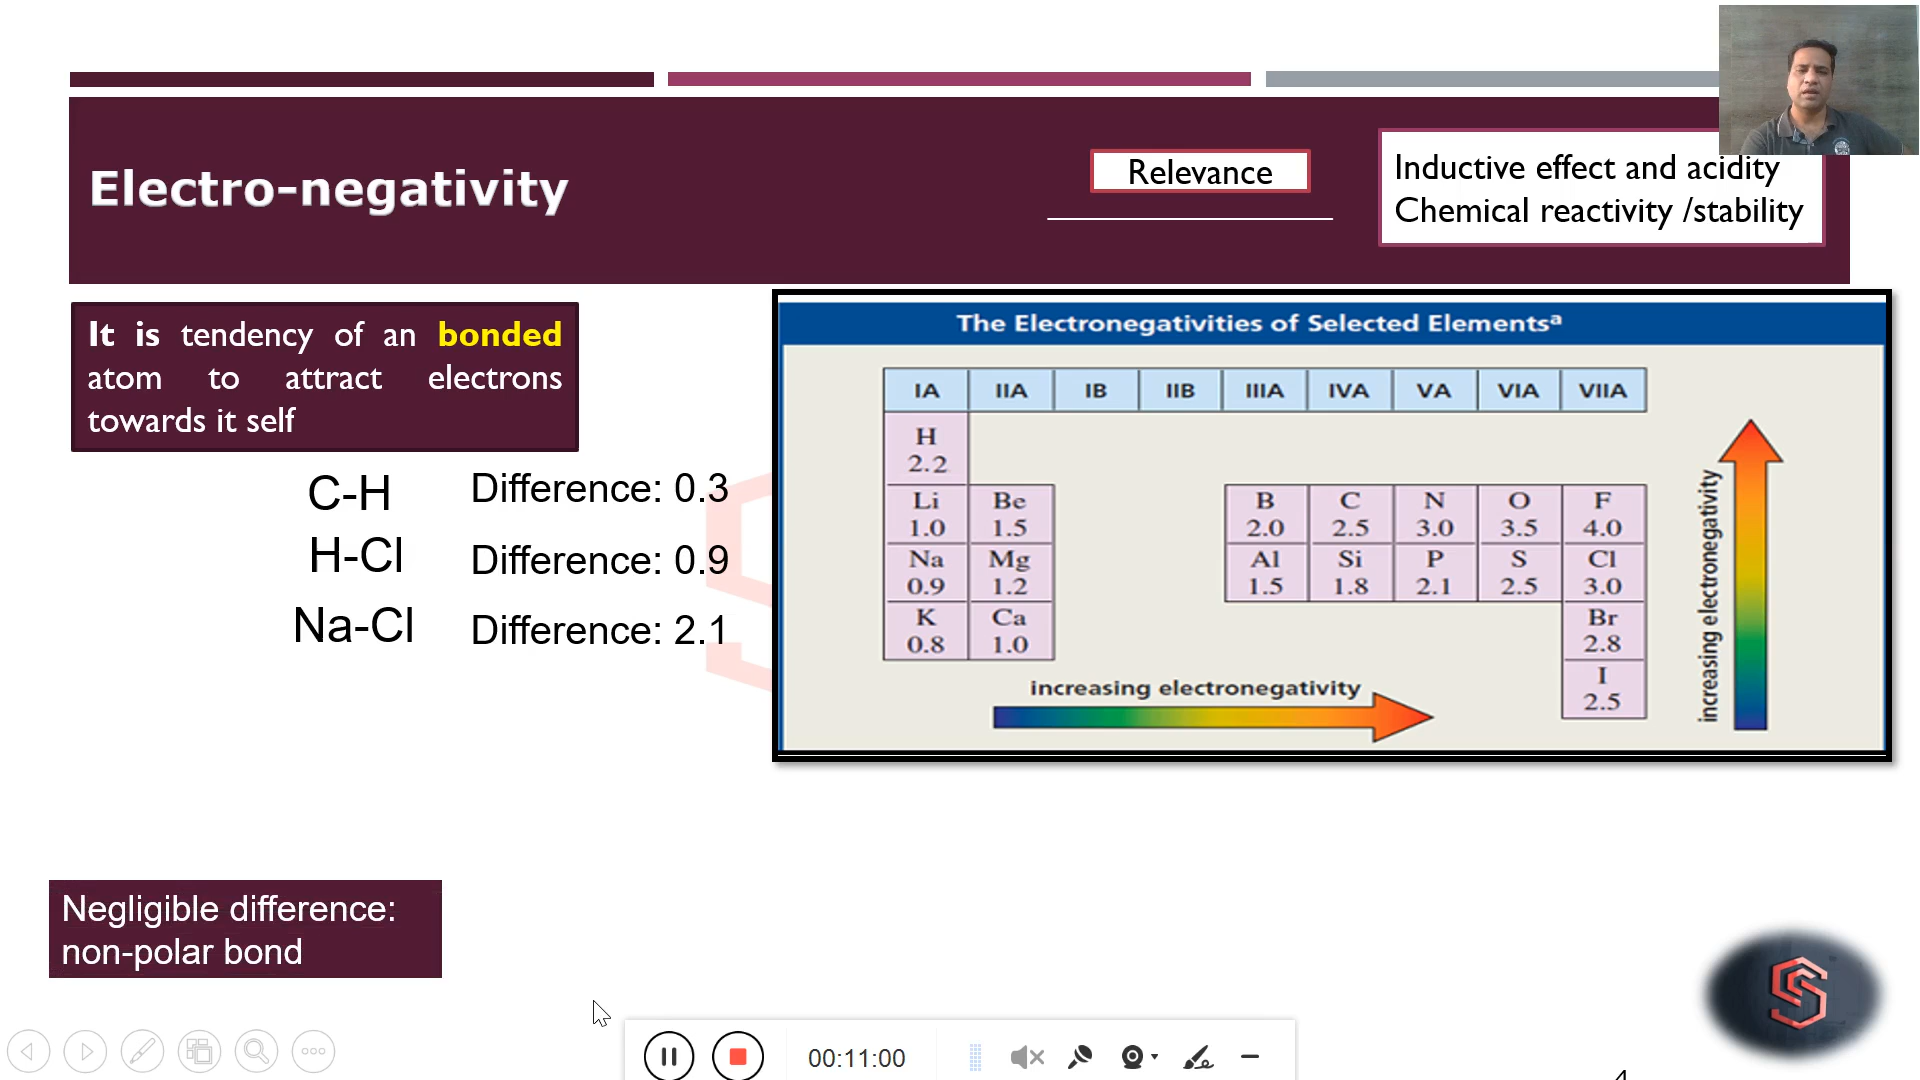 Electro-negativity
Relevance
Inductive effect and acidity
Chemical reactivity /stability
It is tendency of an bonded
atom to attract electrons
towards it self
C-H Difference: 0.3
H-Cl Difference: 0.9
Na-Cl Difference: 2.1
The Electronegativities of Selected Elementsª
IA IIA IB IIB IIIA IVA VA VIA VIIA
H
2.2
Li Be B C N O F
1.0 1.5 2.0 2.5 3.0 3.5 4.0
Na Mg Al Si P S Cl
0.9 1.2 1.5 1.8 2.1 2.5 3.0
K Ca Br
0.8 1.0 2.8
I
2.5
increasing electronegativity
increasing electronegativity
Negligible difference:
non-polar bond
00:11:00